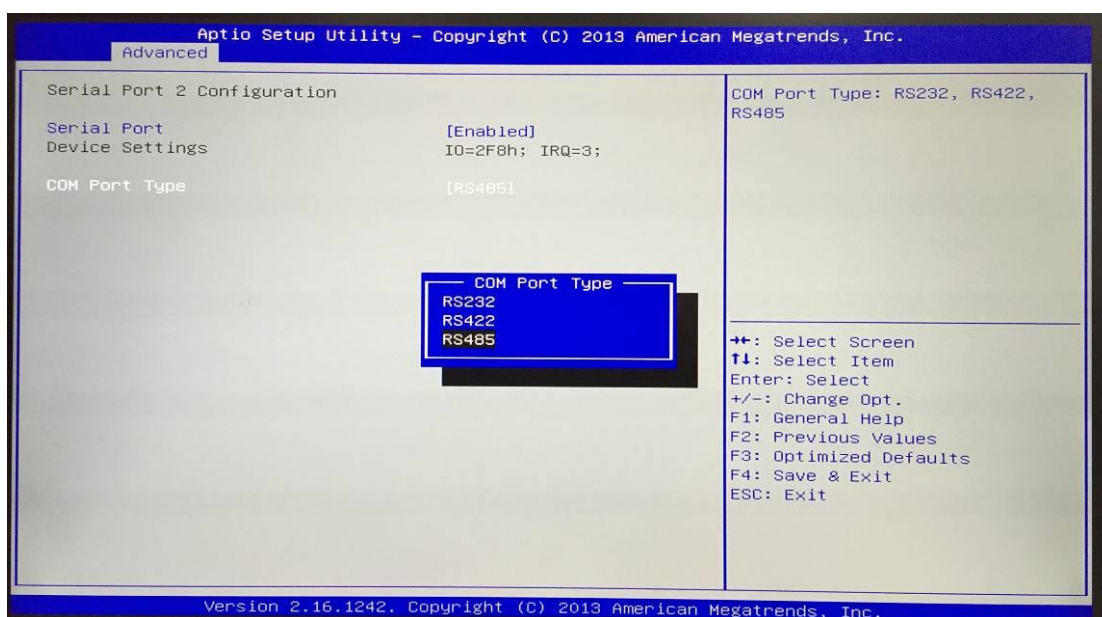 Aptio Setup Utility – Copyright (C) 2013 American Megatrends, Inc.
Advanced
Serial Port 2 Configuration
Serial Port [Enabled]
Device Settings IO=2F8h; IRQ=3;
COM Port Type [RS485]
COM Port Type: RS232, RS422,
RS485
COM Port Type
RS232
RS422
RS485
→←: Select Screen
↑↓: Select Item
Enter: Select
+/-: Change Opt.
F1: General Help
F2: Previous Values
F3: Optimized Defaults
F4: Save & Exit
ESC: Exit
Version 2.16.1242. Copyright (C) 2013 American Megatrends, Inc.